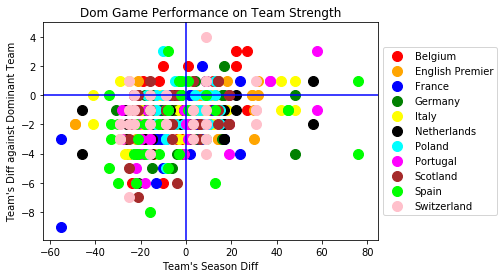 Dom Game Performance on Team Strength
Team's Diff against Dominant Team
4
2
0
−2
−4
−6
−8
−60
−40
−20
0
20
40
60
80
Team's Season Diff
Belgium
English Premier
France
Germany
Italy
Netherlands
Poland
Portugal
Scotland
Spain
Switzerland